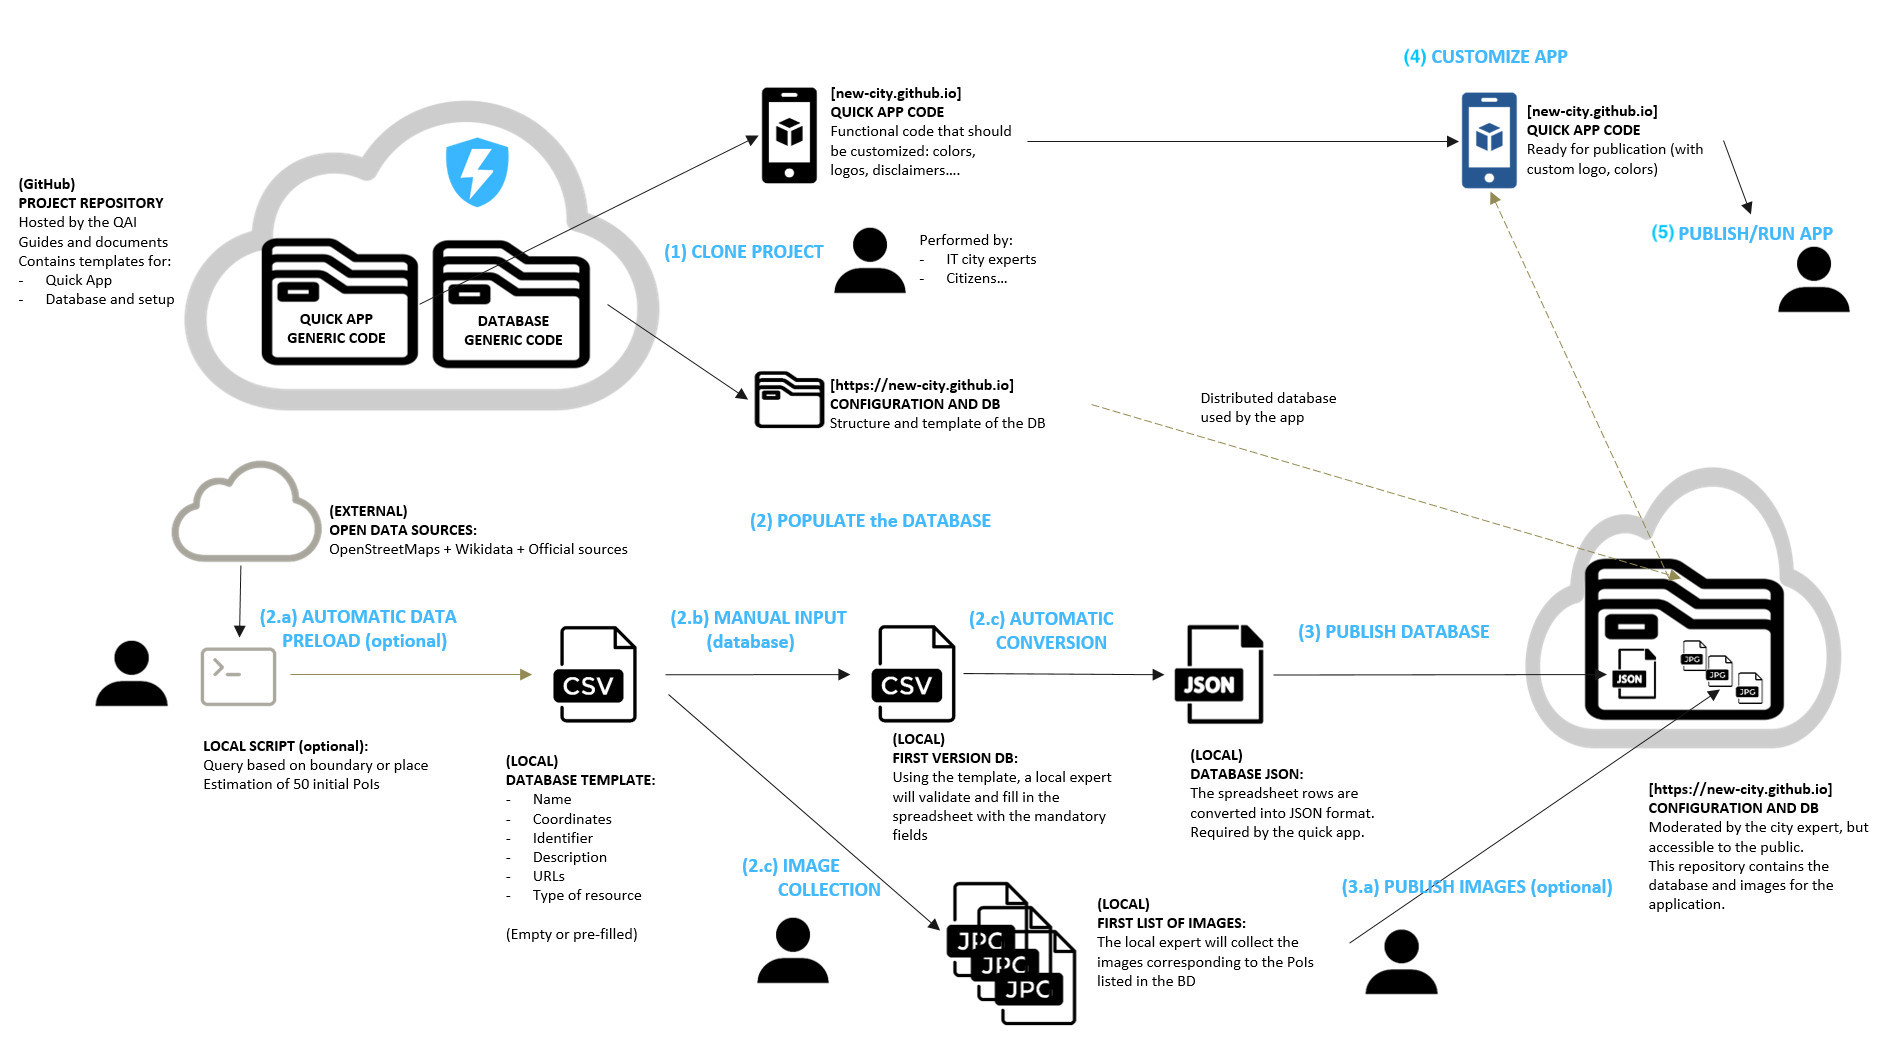 (4) CUSTOMIZE APP
[new-city.github.io]
QUICK APP CODE
Functional code that should
be customized: colors,
logos, disclaimers....
[new-city.github.io]
QUICK APP CODE
Ready for publication (with
custom logo, colors)
(GitHub)
PROJECT REPOSITORY
Hosted by the QAI
Guides and documents
Contains templates for:
- Quick App
- Database and setup
QUICK APP
GENERIC CODE
DATABASE
GENERIC CODE
(1) CLONE PROJECT
Performed by:
- IT city experts
- Citizens...
(5) PUBLISH/RUN APP
[https://new-city.github.io]
CONFIGURATION AND DB
Structure and template of the DB
Distributed database
used by the app
(EXTERNAL)
OPEN DATA SOURCES:
OpenStreetMaps + Wikidata + Official sources
(2) POPULATE the DATABASE
(2.a) AUTOMATIC DATA
PRELOAD (optional)
(2.b) MANUAL INPUT
(database)
(2.c) AUTOMATIC
CONVERSION
(3) PUBLISH DATABASE
>_
CSV
CSV
JSON
JSON
JPG
JPG
JPG
LOCAL SCRIPT (optional):
Query based on boundary or place
Estimation of 50 initial PoIs
(LOCAL)
DATABASE TEMPLATE:
- Name
- Coordinates
- Identifier
- Description
- URLs
- Type of resource
(Empty or pre-filled)
(LOCAL)
FIRST VERSION DB:
Using the template, a local expert
will validate and fill in the
spreadsheet with the mandatory
fields
(LOCAL)
DATABASE JSON:
The spreadsheet rows are
converted into JSON format.
Required by the quick app.
[https://new-city.github.io]
CONFIGURATION AND DB
Moderated by the city expert, but
accessible to the public.
This repository contains the
database and images for the
application.
(2.c) IMAGE
COLLECTION
JPG
JPG
JPG
(LOCAL)
FIRST LIST OF IMAGES:
The local expert will collect the
images corresponding to the PoIs
listed in the BD
(3.a) PUBLISH IMAGES (optional)